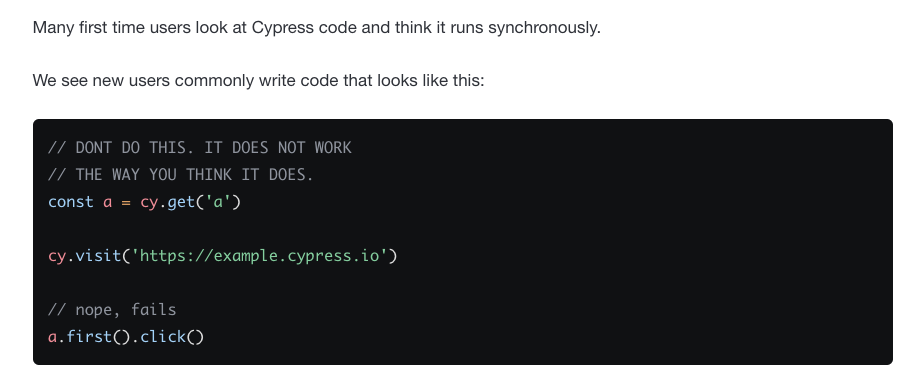 Many first time users look at Cypress code and think it runs synchronously.
We see new users commonly write code that looks like this:
// DONT DO THIS. IT DOES NOT WORK
// THE WAY YOU THINK IT DOES.
const a = cy.get('a')
cy.visit('https://example.cypress.io')
// nope, fails
a.first().click()